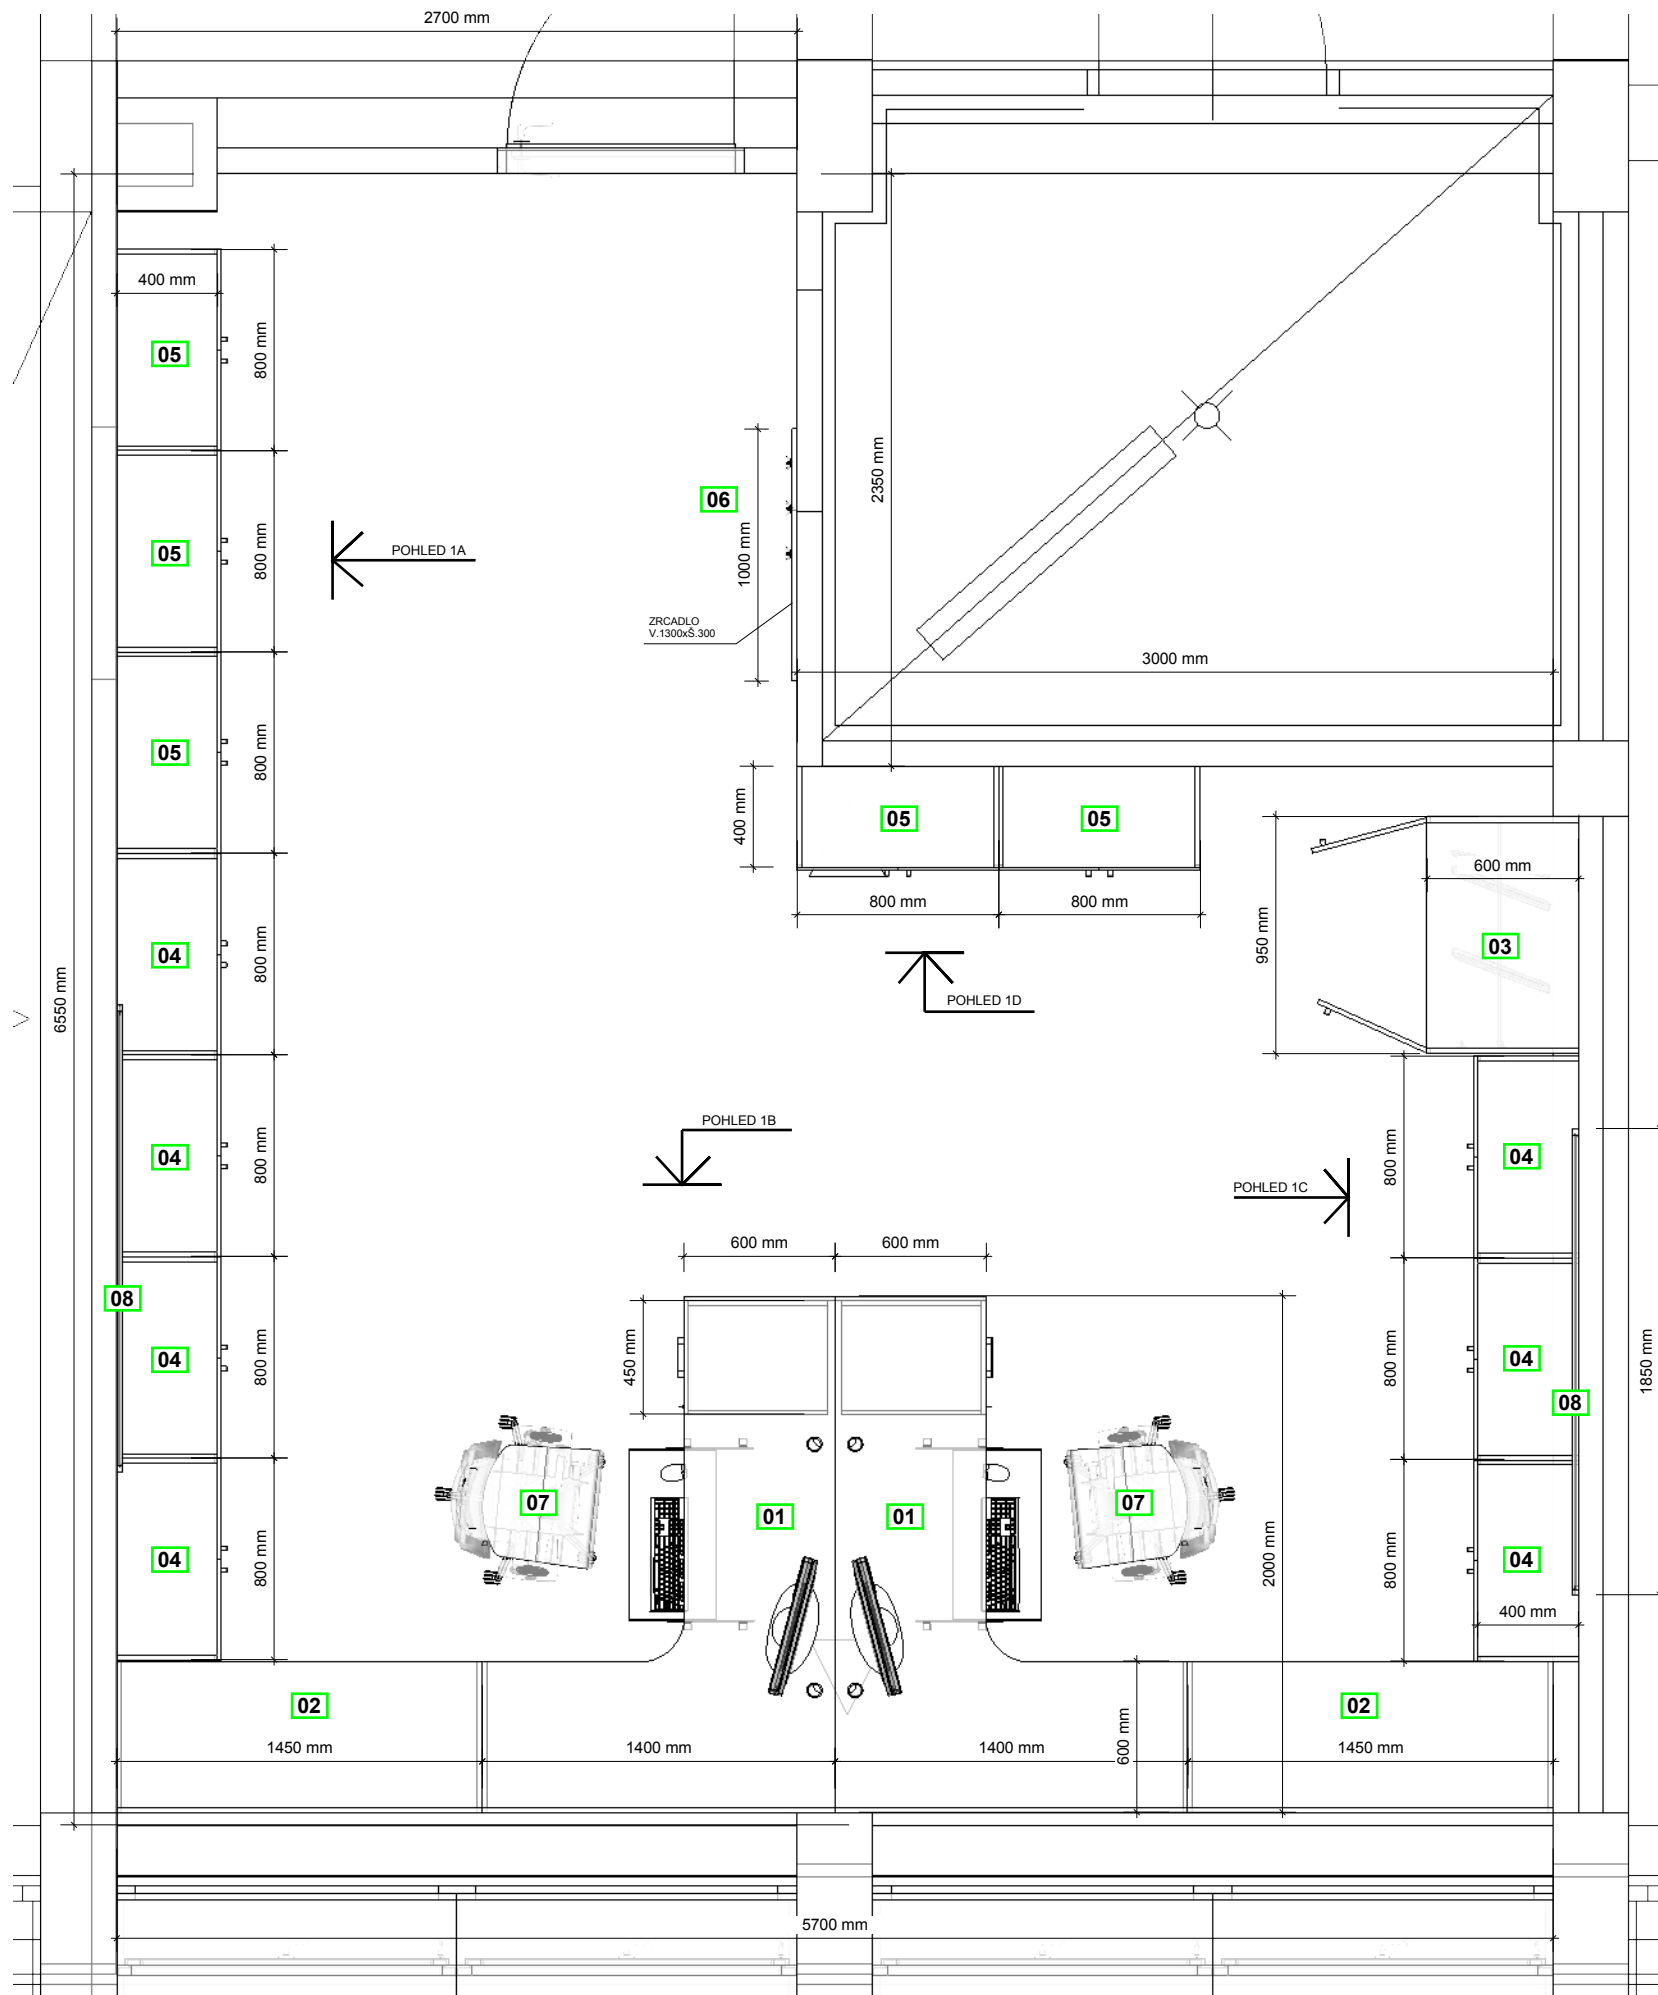 2700 mm
400 mm
800 mm
05
800 mm
05
POHLED 1A
06
1000 mm
2350 mm
ZRCADLO
V.1300xŠ.300
3000 mm
05
800 mm
400 mm
05
05
600 mm
800 mm
800 mm
950 mm
03
04
800 mm
6550 mm
POHLED 1D
POHLED 1B
04
800 mm
POHLED 1C
800 mm
04
600 mm
600 mm
08
450 mm
04
800 mm
800 mm
04
1850 mm
08
07
01
01
07
04
800 mm
2000 mm
800 mm
04
400 mm
02
02
1450 mm
1400 mm
1400 mm
600 mm
1450 mm
5700 mm